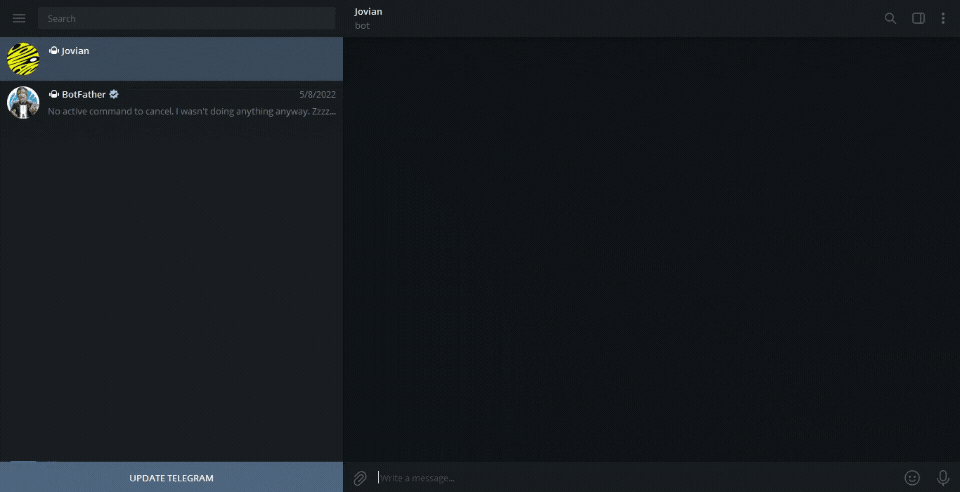 Search
Jovian
bot
Jovian
BotFather 5/8/2022
No active command to cancel. I wasn't doing anything anyway. Zzzz...
UPDATE TELEGRAM
Write a message...